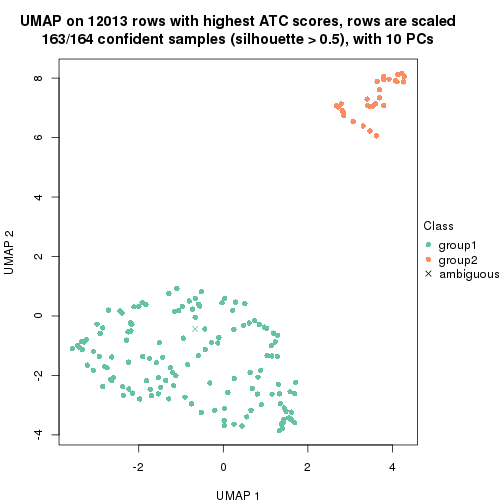 UMAP on 12013 rows with highest ATC scores, rows are scaled
163/164 confident samples (silhouette > 0.5), with 10 PCs
8
6
4
2
0
-2
-4
UMAP 2
-2
0
2
4
UMAP 1
Class
group1
group2
ambiguous